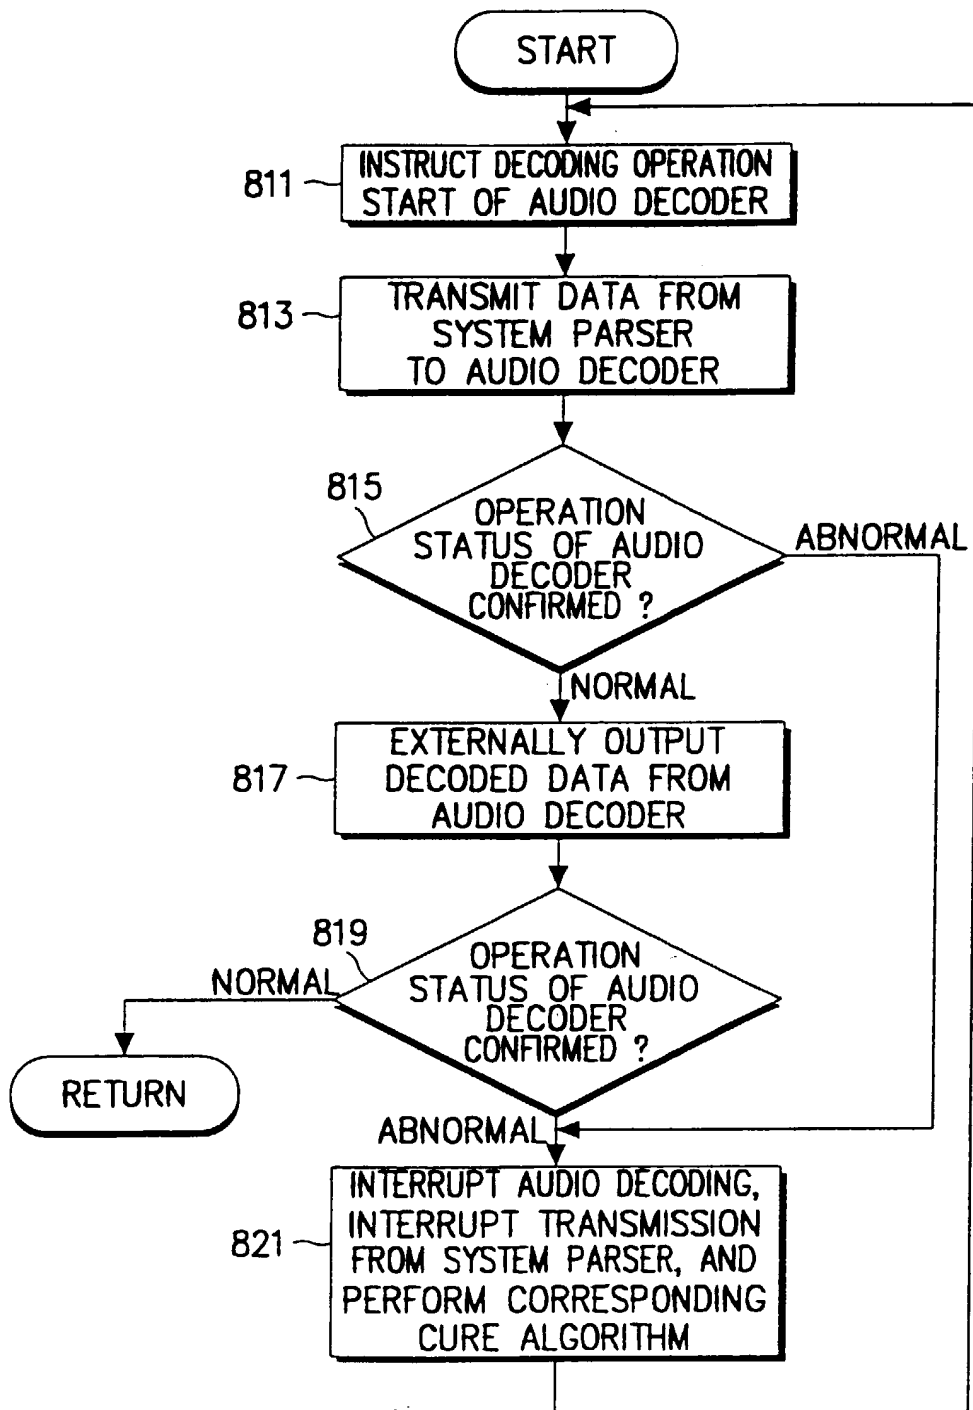 START
811
INSTRUCT DECODING OPERATION
START OF AUDIO DECODER
813
TRANSMIT DATA FROM
SYSTEM PARSER
TO AUDIO DECODER
815
OPERATION
STATUS OF AUDIO
DECODER
CONFIRMED ?
ABNORMAL
NORMAL
817
EXTERNALLY OUTPUT
DECODED DATA FROM
AUDIO DECODER
819
OPERATION
STATUS OF AUDIO
DECODER
CONFIRMED ?
NORMAL
RETURN
ABNORMAL
821
INTERRUPT AUDIO DECODING,
INTERRUPT TRANSMISSION
FROM SYSTEM PARSER, AND
PERFORM CORRESPONDING
CURE ALGORITHM